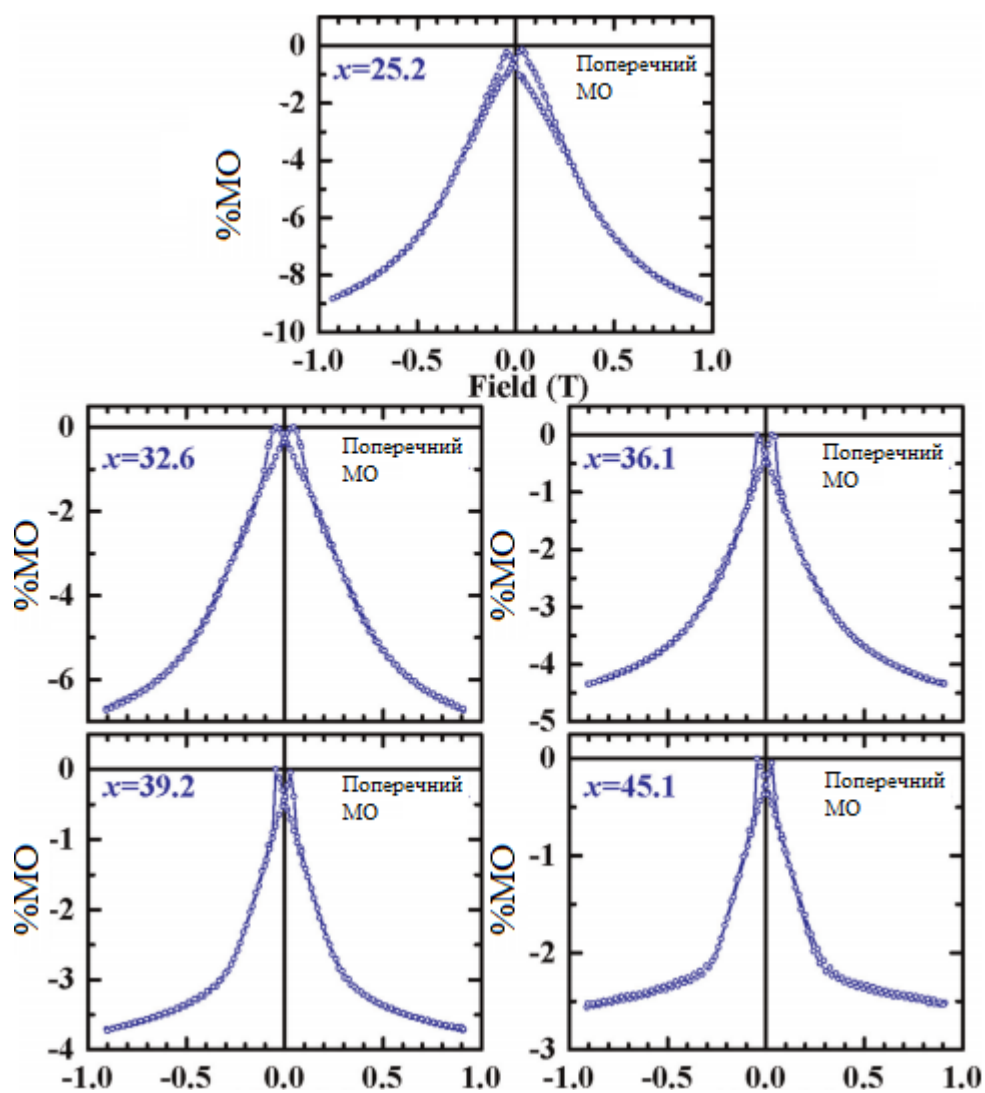 0
-2
-4
-6
-8
-10
%МО
x=25.2
Поперечний
МО
-1.0 -0.5 0.0 0.5 1.0
Field (T)
0
-2
-4
-6
%МО
x=32.6
Поперечний
МО
0
-1
-2
-3
-4
-5
%МО
x=36.1
Поперечний
МО
0
-1
-2
-3
-4
%МО
x=39.2
Поперечний
МО
-1.0 -0.5 0.0 0.5 1.0
0
-1
-2
-3
%МО
x=45.1
Поперечний
МО
-1.0 -0.5 0.0 0.5 1.0